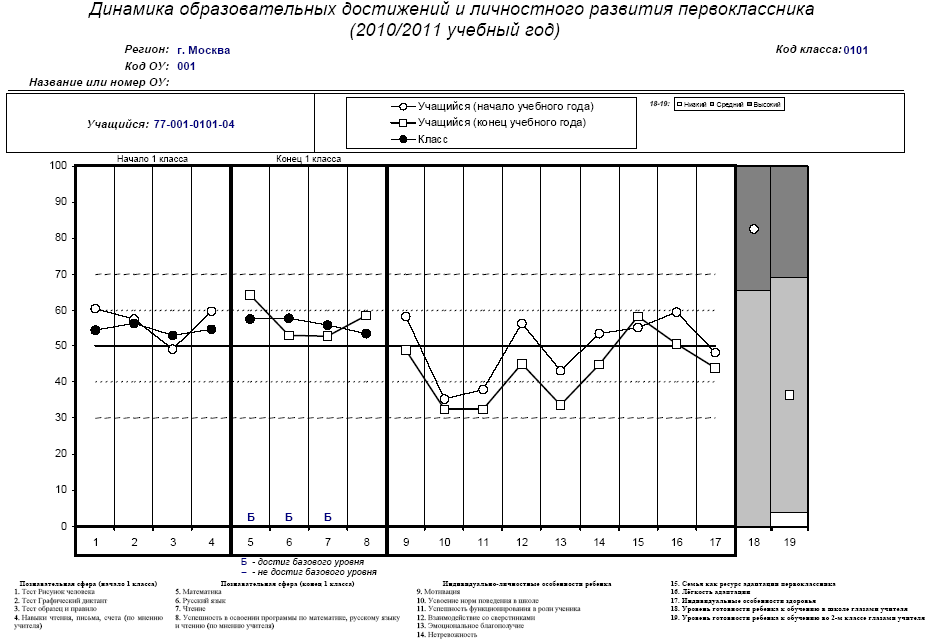 Динамика образовательных достижений и личностного развития первоклассника
(2010/2011 учебный год)
Регион: г. Москва
Код класса: 0101
Код ОУ: 001
Название или номер ОУ:
Учащийся: 77-001-0101-04
Учащийся (начало учебного года)
Учащийся (конец учебного года)
Класс
18-19: Низкий Средний Высокий
Начало 1 класса Конец 1 класса
100
90
80
70
60
50
40
30
20
10
0
Б Б Б
1 2 3 4 5 6 7 8 9 10 11 12 13 14 15 16 17 18 19
Б - достиг базового уровня
– - не достиг базового уровня
Познавательная сфера (начало 1 класса)
1. Тест Рисунок человека
2. Тест Графический диктант
3. Тест образец и правило
4. Навыки чтения, письма, счета (по мнению
учителя)
Познавательная сфера (конец 1 класса)
5. Математика
6. Русский язык
7. Чтение
8. Успешность в освоении программы по математике, русскому языку
и чтению (по мнению учителя)
Индивидуально-личностные особенности ребенка
9. Мотивация
10. Усвоение норм поведения в школе
11. Успешность функционирования в роли ученика
12. Взаимодействие со сверстниками
13. Эмоциональное благополучие
14. Нетревожность
15. Семья как ресурс адаптации первоклассника
16. Лёгкость адаптации
17. Индивидуальные особенности здоровья
18. Уровень готовности ребенка к обучению в школе глазами учителя
19. Уровень готовности ребенка к обучению во 2-м классе глазами учителя